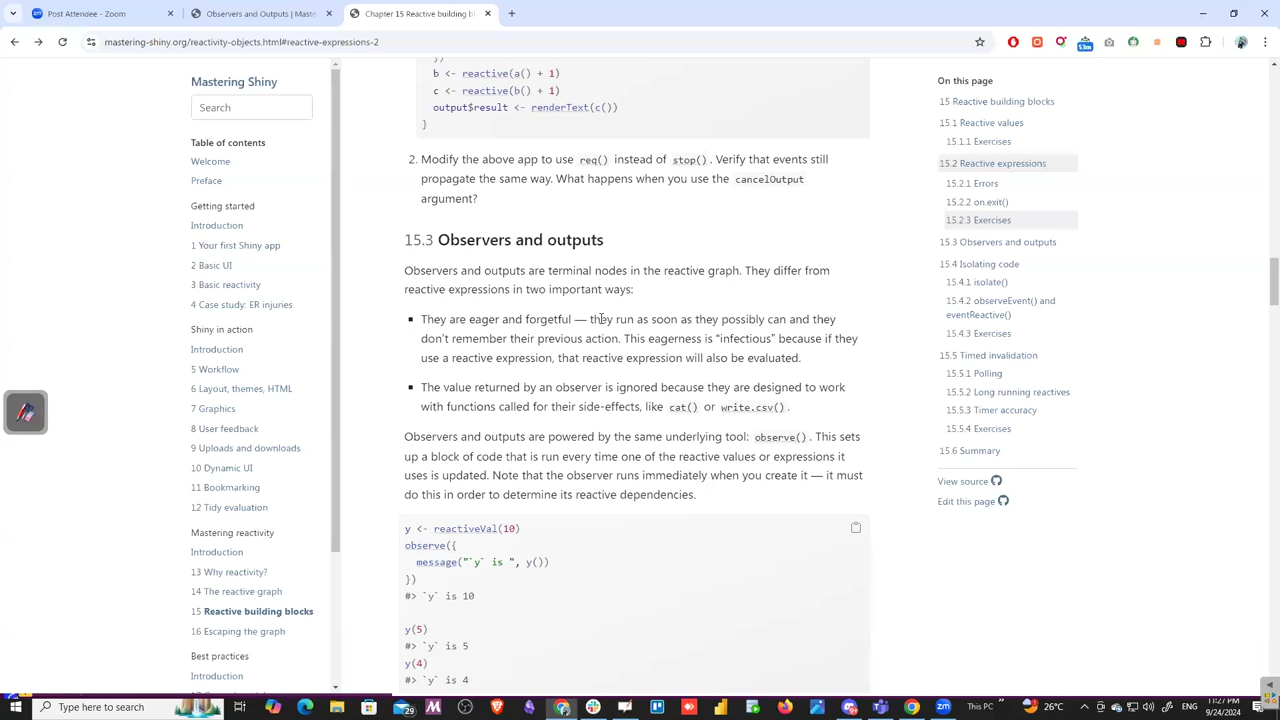 Post Attendee - Zoom
Observers and Outputs | Maste
Chapter 15 Reactive building bl
mastering-shiny.org/reactivity-objects.html#reactive-expressions-2
53m
Mastering Shiny
Search
Table of contents
Welcome
Preface
Getting started
Introduction
1 Your first Shiny app
2 Basic UI
3 Basic reactivity
4 Case study: ER injuries
Shiny in action
Introduction
5 Workflow
6 Layout, themes, HTML
7 Graphics
8 User feedback
9 Uploads and downloads
10 Dynamic UI
11 Bookmarking
12 Tidy evaluation
Mastering reactivity
Introduction
13 Why reactivity?
14 The reactive graph
15 Reactive building blocks
16 Escaping the graph
Best practices
Introduction
})
b <- reactive(a() + 1)
c <- reactive(b() + 1)
output$result <- renderText(c())
}
2. Modify the above app to use req() instead of stop(). Verify that events still
propagate the same way. What happens when you use the cancelOutput
argument?
15.3 Observers and outputs
Observers and outputs are terminal nodes in the reactive graph. They differ from
reactive expressions in two important ways:
They are eager and forgetful — they run as soon as they possibly can and they
don’t remember their previous action. This eagerness is “infectious” because if they
use a reactive expression, that reactive expression will also be evaluated.
The value returned by an observer is ignored because they are designed to work
with functions called for their side-effects, like cat() or write.csv().
Observers and outputs are powered by the same underlying tool: observe(). This sets
up a block of code that is run every time one of the reactive values or expressions it
uses is updated. Note that the observer runs immediately when you create it — it must
do this in order to determine its reactive dependencies.
y <- reactiveVal(10)
observe({
message("`y` is ", y())
})
#> `y` is 10
y(5)
#> `y` is 5
y(4)
#> `y` is 4
On this page
15 Reactive building blocks
15.1 Reactive values
15.1.1 Exercises
15.2 Reactive expressions
15.2.1 Errors
15.2.2 on.exit()
15.2.3 Exercises
15.3 Observers and outputs
15.4 Isolating code
15.4.1 isolate()
15.4.2 observeEvent() and
eventReactive()
15.4.3 Exercises
15.5 Timed invalidation
15.5.1 Polling
15.5.2 Long running reactives
15.5.3 Timer accuracy
15.5.4 Exercises
15.6 Summary
View source
Edit this page
Type here to search
29
This PC
26°C
11:27 PM
9/24/2024